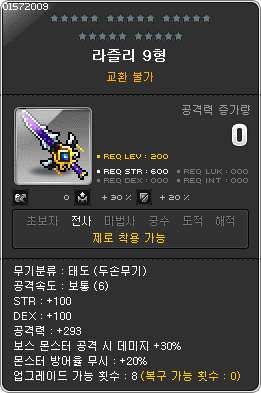 01572009
라즐리 9형
교환 불가
공격력 증가량
0
REQ LEV : 200
REQ STR : 600
REQ LUK : 000
REQ DEX : 000
REQ INT : 000
0
+ 30 %
+ 20 %
초보자 전사 마법사 궁수 도적 해적
제로 착용 가능
무기분류 : 태도 (두손무기)
공격속도 : 보통 (6)
STR : +100
DEX : +100
공격력 : +293
보스 몬스터 공격 시 데미지 +30%
몬스터 방어율 무시 : +20%
업그레이드 가능 횟수 : 8 (복구 가능 횟수 : 0)